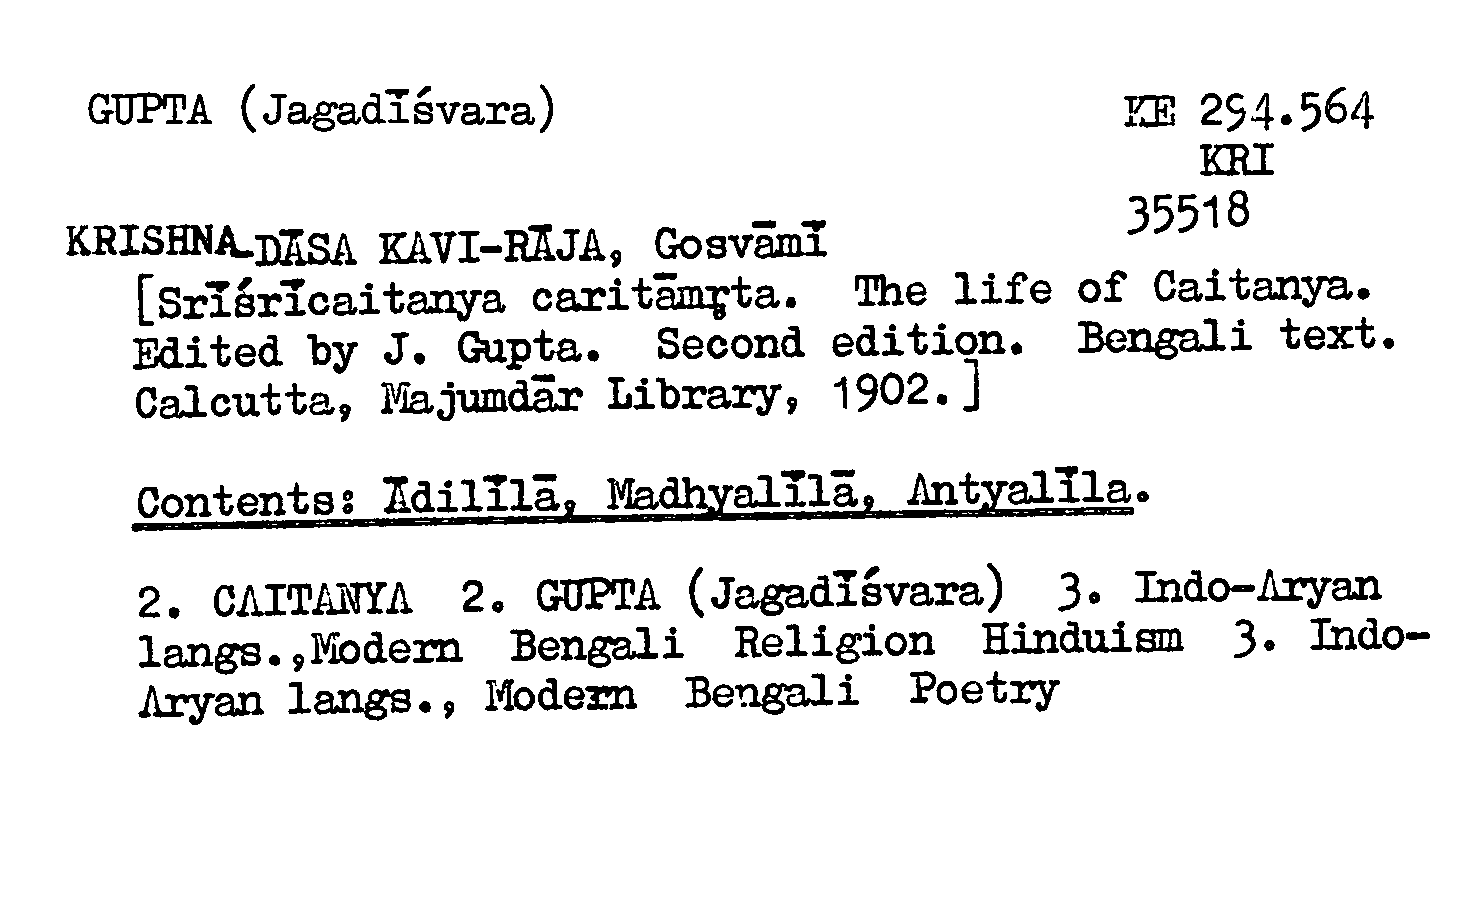 GUPTA (Jagadīśvara) KE 294.564
KRI
35518
KRISHNA-DĀSA KAVI-RĀJA, Gosvāmī
[Srīśrīcaitanya caritāmṛta. The life of Caitanya.
Edited by J. Gupta. Second edition. Bengali text.
Calcutta, Majumdār Library, 1902.]
Contents: Ādilīlā, Madhyalīlā, Antyalīla.
2. CAITANYA 2. GUPTA (Jagadīśvara) 3. Indo-Aryan
langs.,Modern Bengali Religion Hinduism 3. Indo-
Aryan langs., Modern Bengali Poetry